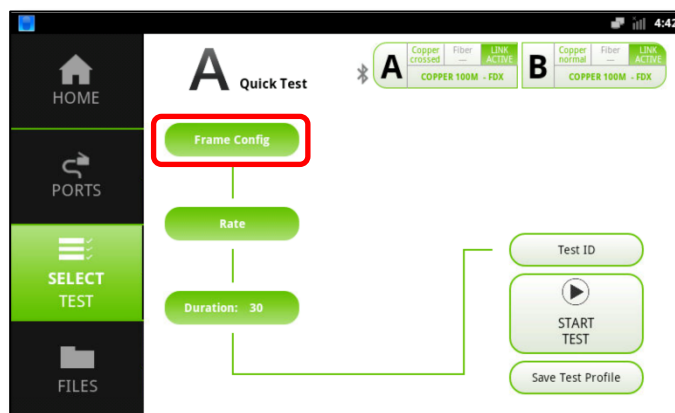 4:42
HOME
PORTS
SELECT
TEST
FILES
A Quick Test
A
Copper crossed
Fiber —
LINK ACTIVE
COPPER 100M - FDX
B
Copper normal
Fiber —
LINK ACTIVE
COPPER 100M - FDX
Frame Config
Rate
Duration: 30
Test ID
START
TEST
Save Test Profile